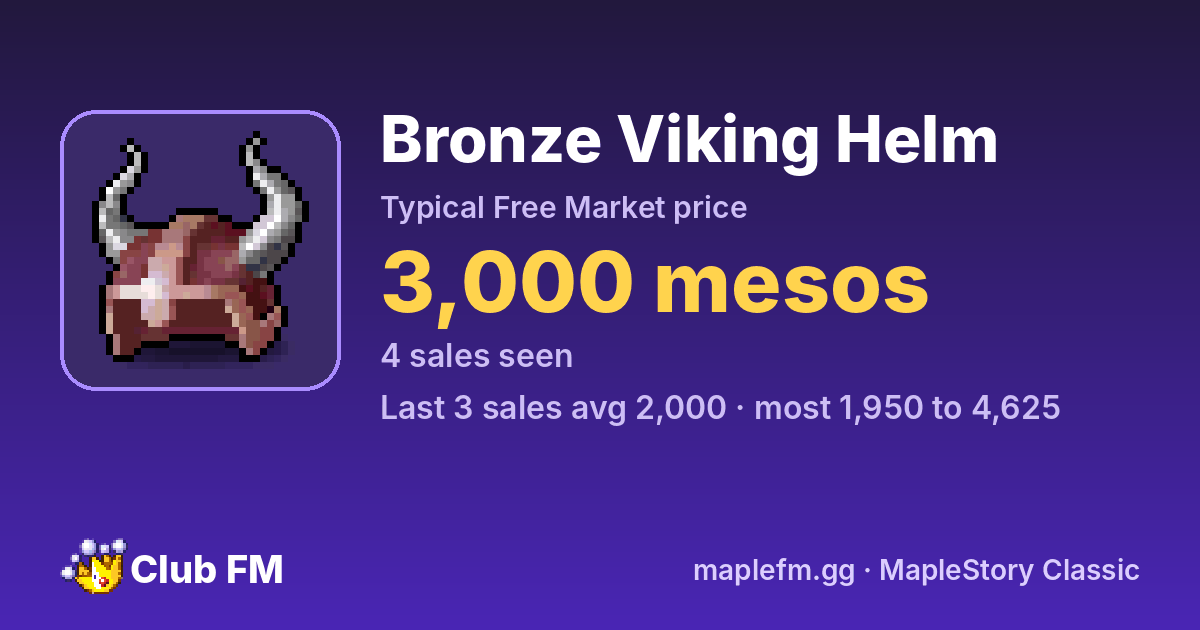 Bronze Viking Helm
Typical Free Market price
3,000 mesos
4 sales seen
Last 3 sales avg 2,000 · most 1,950 to 4,625
Club FM
maplefm.gg · MapleStory Classic